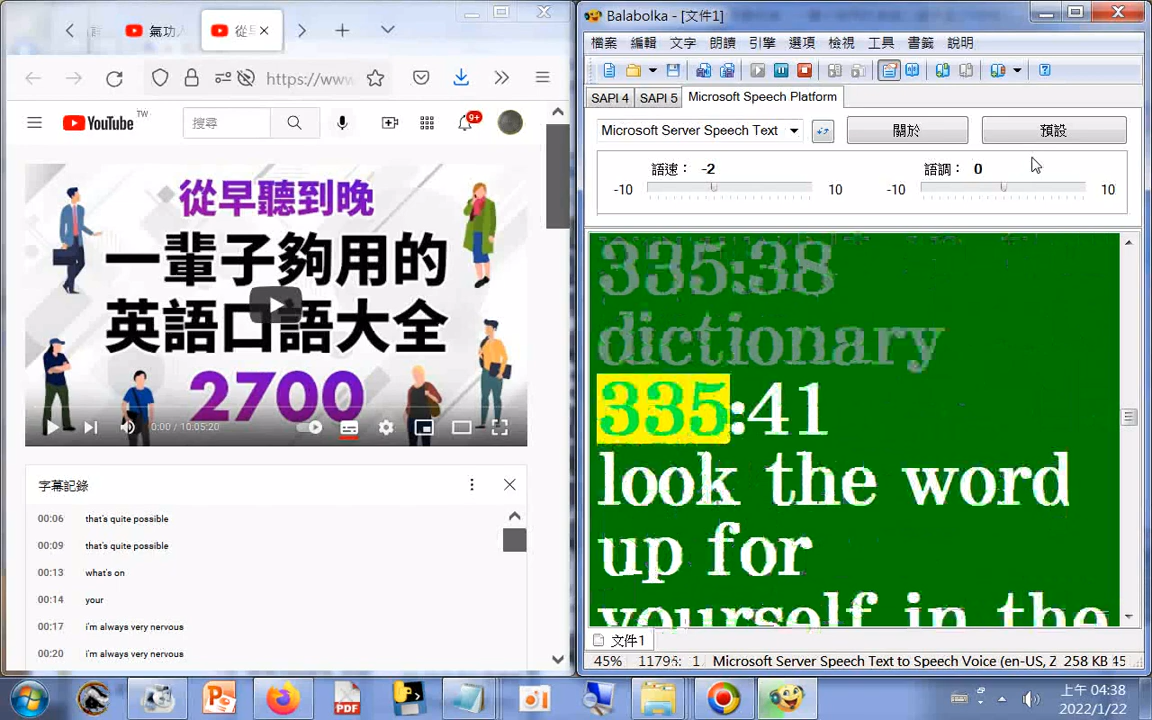 氣功
從
https://www
YouTube TW
搜尋
9+
從早聽到晚
一輩子夠用的
英語口語大全
2700
0:00 / 10:05:20
字幕記錄
00:06 that's quite possible
00:09 that's quite possible
00:13 what's on
00:14 your
00:17 i'm always very nervous
00:20 i'm always very nervous
Balabolka - [文件1]
檔案 編輯 文字 朗讀 引擎 選項 檢視 工具 書籤 說明
SAPI 4 SAPI 5 Microsoft Speech Platform
Microsoft Server Speech Text 關於 預設
語速： -2 語調： 0
-10 10 -10 10
335:38
dictionary
335:41
look the word
up for
yourself in the
文件1
45% 1179: 1 Microsoft Server Speech Text to Speech Voice (en-US, Z 258 KB 45
PDF
上午 04:38
2022/1/22